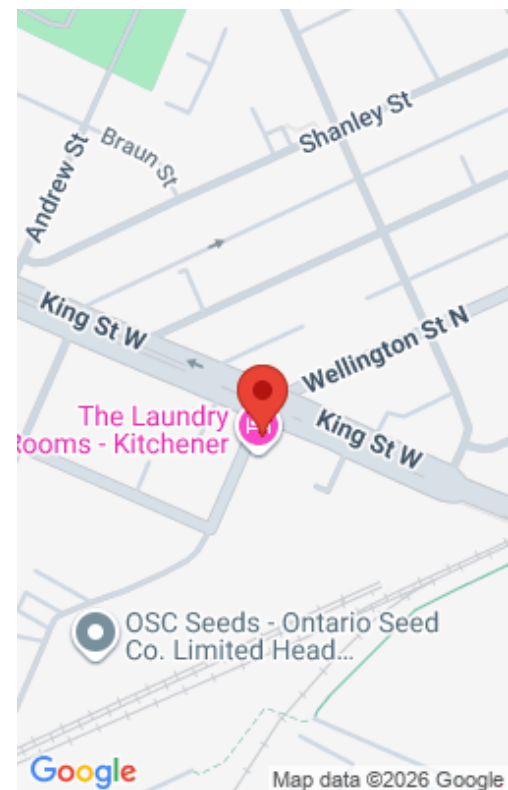 Shanley St
Braun St
Andrew St
King St W
Wellington St N
The Laundry
Rooms - Kitchener
King St W
OSC Seeds - Ontario Seed
Co. Limited Head...
Google
Map data ©2026 Google